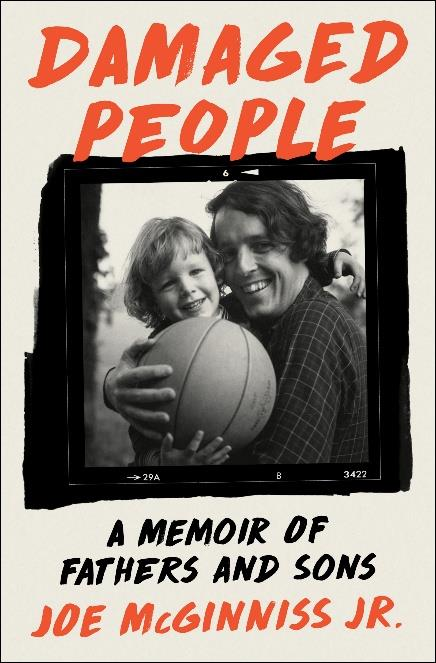 DAMAGED
PEOPLE
6
29A B 3422
A MEMOIR OF
FATHERS AND SONS
JOE McGINNISS JR.